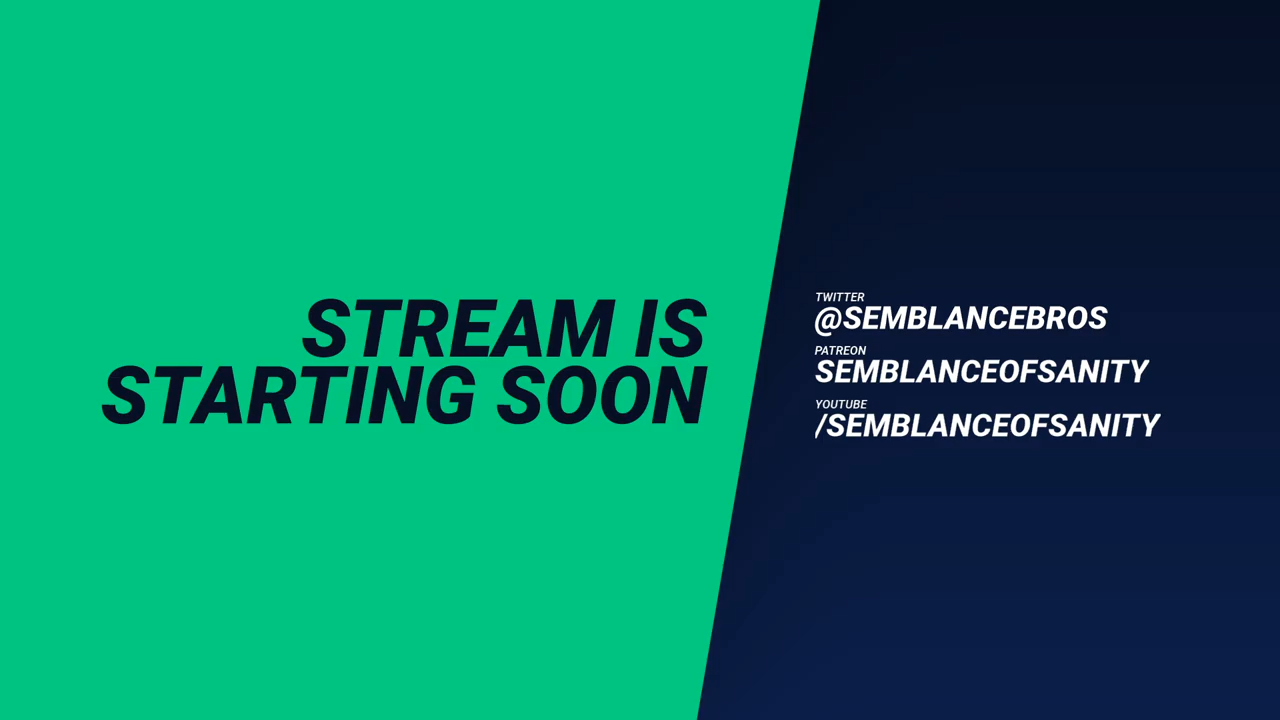 STREAM IS
STARTING SOON
TWITTER
@SEMBLANCEBROS
PATREON
SEMBLANCEOFSANITY
YOUTUBE
/SEMBLANCEOFSANITY